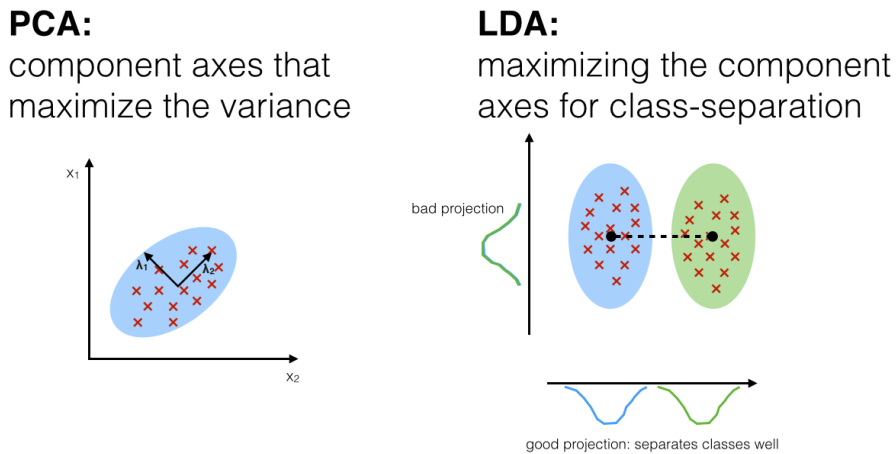 PCA:
component axes that
maximize the variance
LDA:
maximizing the component
axes for class-separation
x₁
λ₁
λ₂
x₂
bad projection
good projection: separates classes well